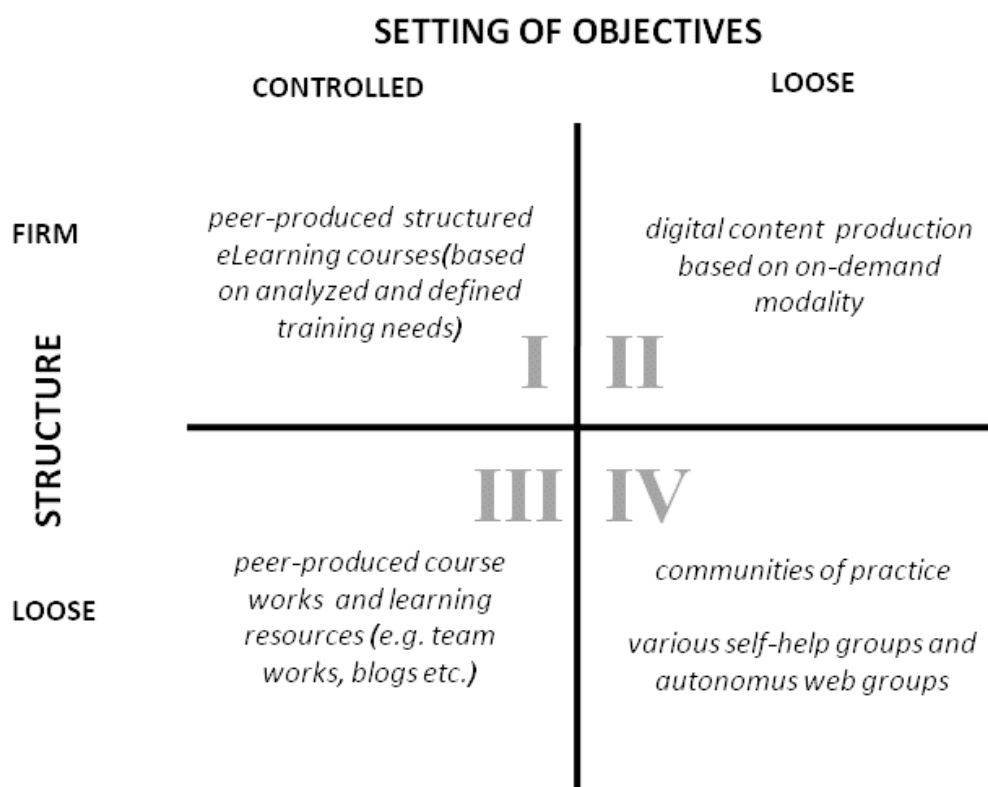 SETTING OF OBJECTIVES
CONTROLLED
LOOSE
STRUCTURE
FIRM
peer-produced structured
eLearning courses(based
on analyzed and defined
training needs)
I
digital content production
based on on-demand
modality
II
LOOSE
III
peer-produced course
works and learning
resources (e.g. team
works, blogs etc.)
IV
communities of practice
various self-help groups and
autonomus web groups